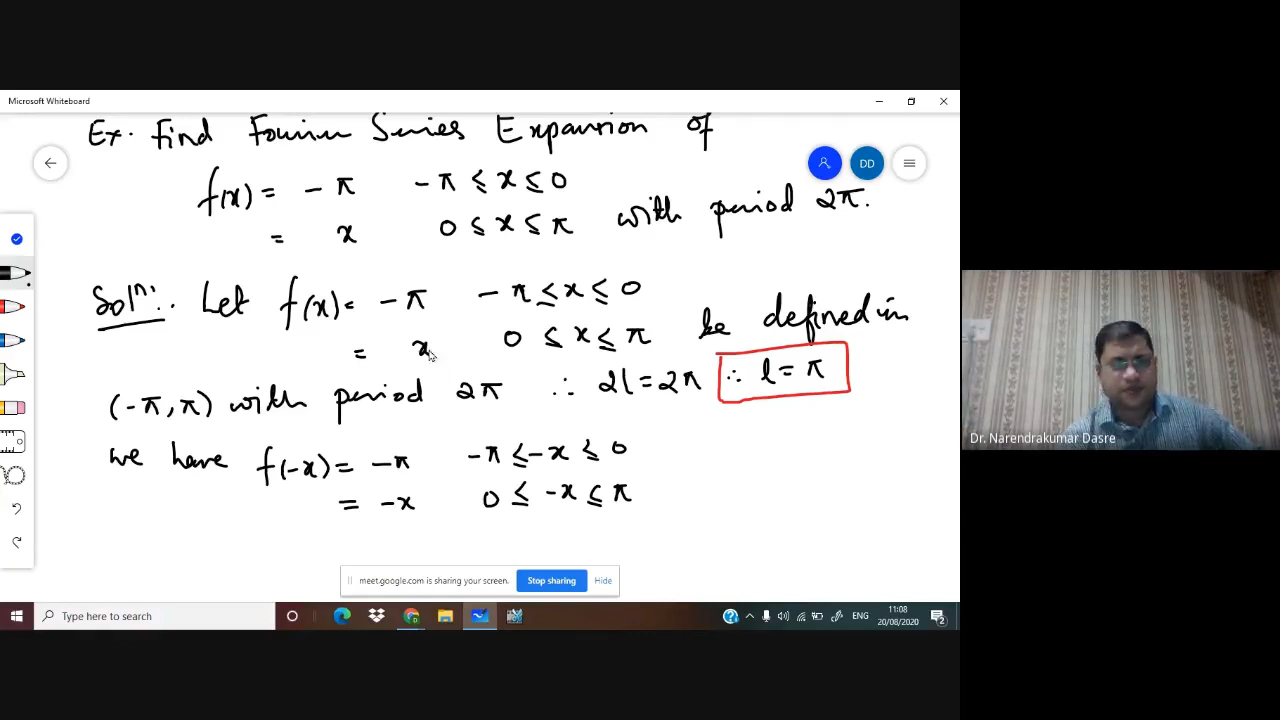 Microsoft Whiteboard
Ex. Find Fourier Series Expansion of
f(x) = - π   - π ≤ x ≤ 0
= x   0 ≤ x ≤ π   with period 2π.
DD
Soln:. Let f(x) = - π   - π ≤ x ≤ 0
= x   0 ≤ x ≤ π   be defined in
(-π, π) with period 2π ∴ 2l = 2π ∴ l = π
we have f(-x) = -π   -π ≤ -x ≤ 0
= -x   0 ≤ -x ≤ π
Dr. Narendrakumar Dasre
meet.google.com is sharing your screen. Stop sharing Hide
Type here to search
ENG
11:08
20/08/2020
2